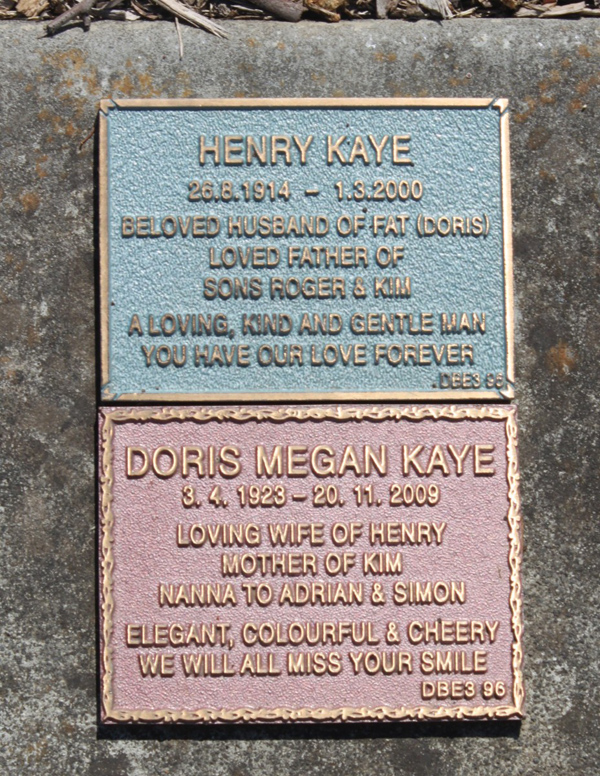 HENRY KAYE
26.8.1914 – 1.3.2000
BELOVED HUSBAND OF FAT (DORIS)
LOVED FATHER OF
SONS ROGER & KIM
A LOVING, KIND AND GENTLE MAN
YOU HAVE OUR LOVE FOREVER
DBE3 96
DORIS MEGAN KAYE
3. 4. 1923 – 20. 11. 2009
LOVING WIFE OF HENRY
MOTHER OF KIM
NANNA TO ADRIAN & SIMON
ELEGANT, COLOURFUL & CHEERY
WE WILL ALL MISS YOUR SMILE
DBE3 96